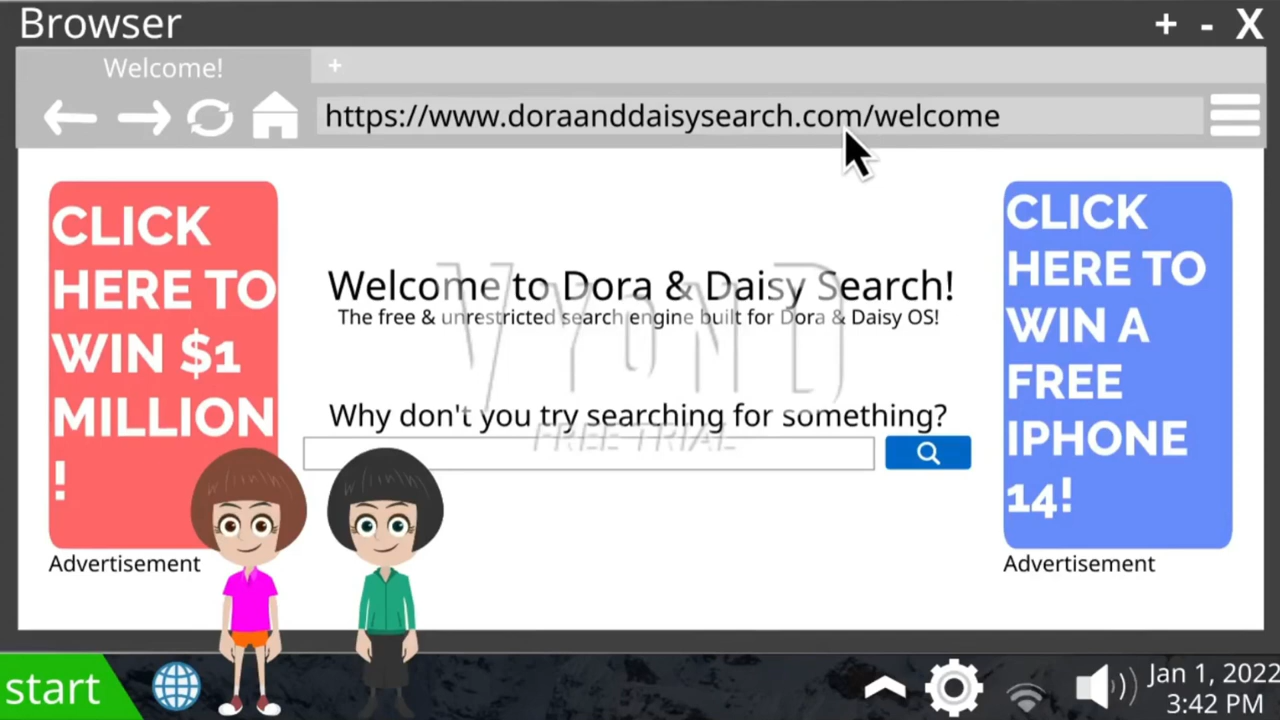 Browser
+ - X
Welcome!
+
https://www.doraanddaisysearch.com/welcome
CLICK
HERE TO
WIN $1
MILLION
!
Advertisement
Welcome to Dora & Daisy Search!
The free & unrestricted search engine built for Dora & Daisy OS!
VYOND
FREE TRIAL
Why don't you try searching for something?
CLICK
HERE TO
WIN A
FREE
IPHONE
14!
Advertisement
start
Jan 1, 2022
3:42 PM